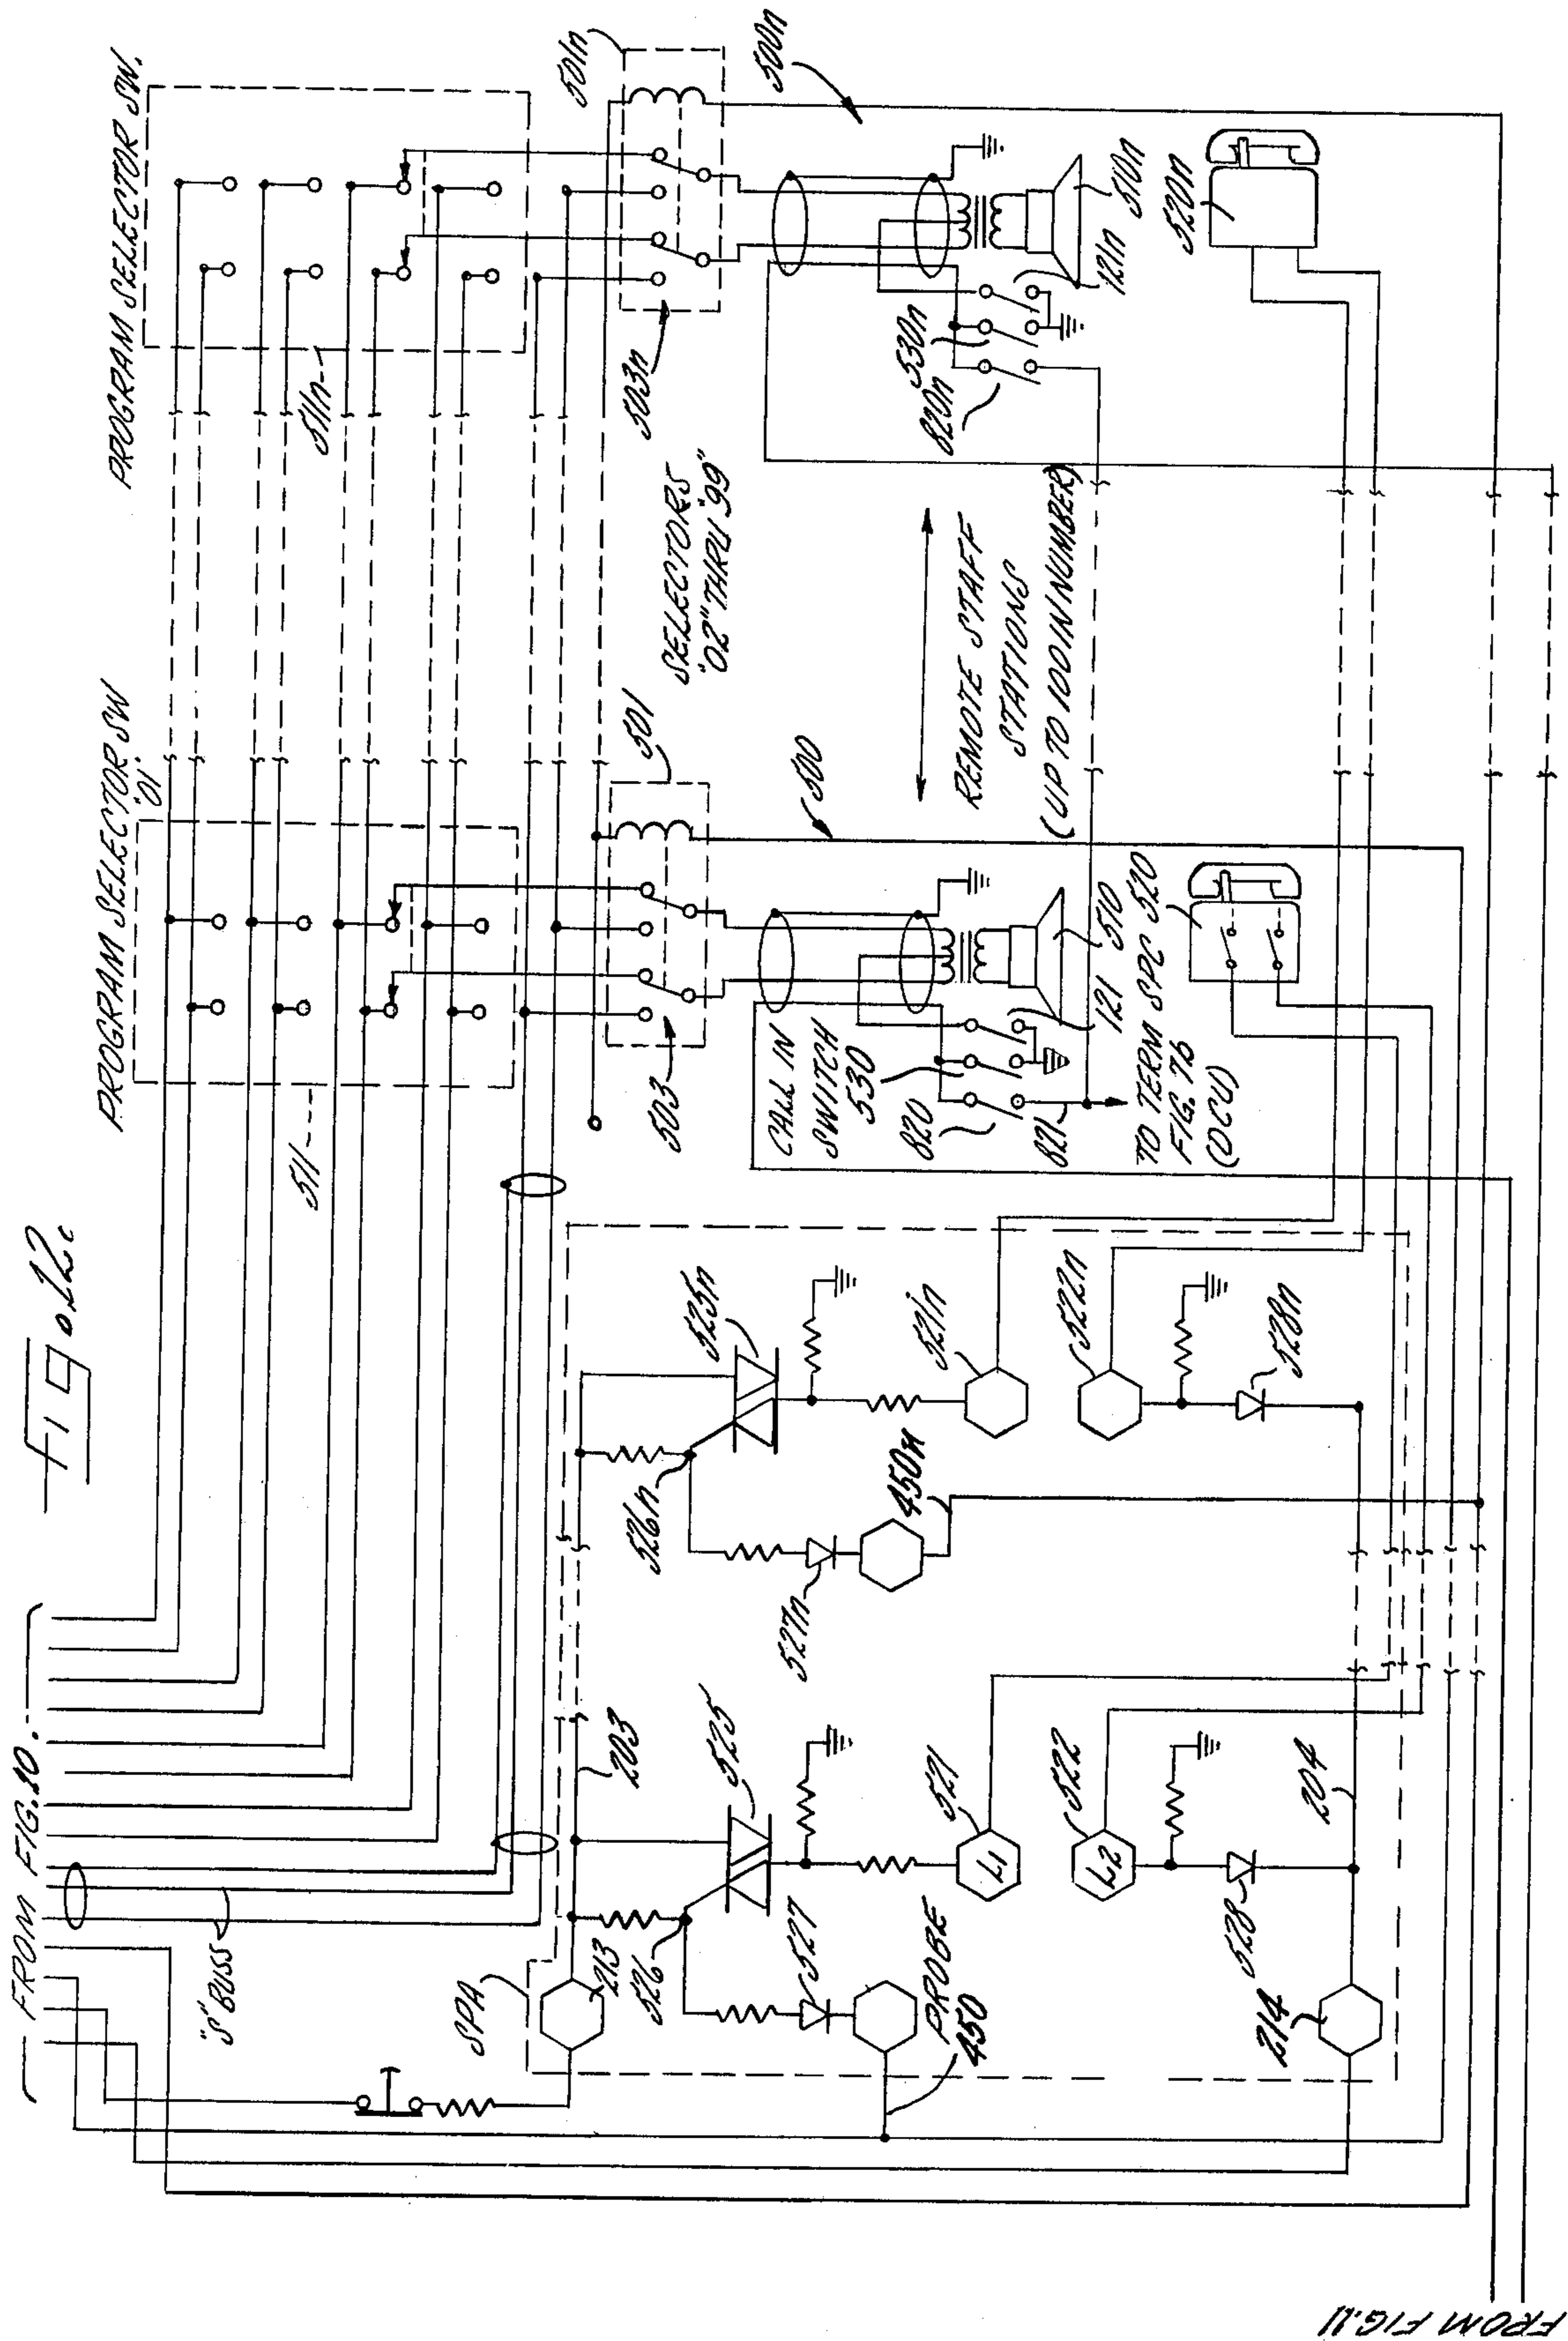 Fig. 12c
FROM FIG. 10.
"S" BUSS
PROGRAM SELECTOR SW
"01"
PROGRAM SELECTOR SW.
511
511n
501
501n
503
503n
SELECTORS
"02" THRU "99"
500
500n
REMOTE STAFF
STATIONS
(UP TO 100 IN NUMBER)
CALL IN
SWITCH
530
530n
820
820n
821
121
121n
510
510n
520
520n
TO TERM SPC
FIG. 7b
(DCU)
SPA
213
203
525
525n
526
526n
527
527n
PROBE
450
450n
521
521n
L1
522
522n
L2
528
528n
204
214
FROM FIG. 11